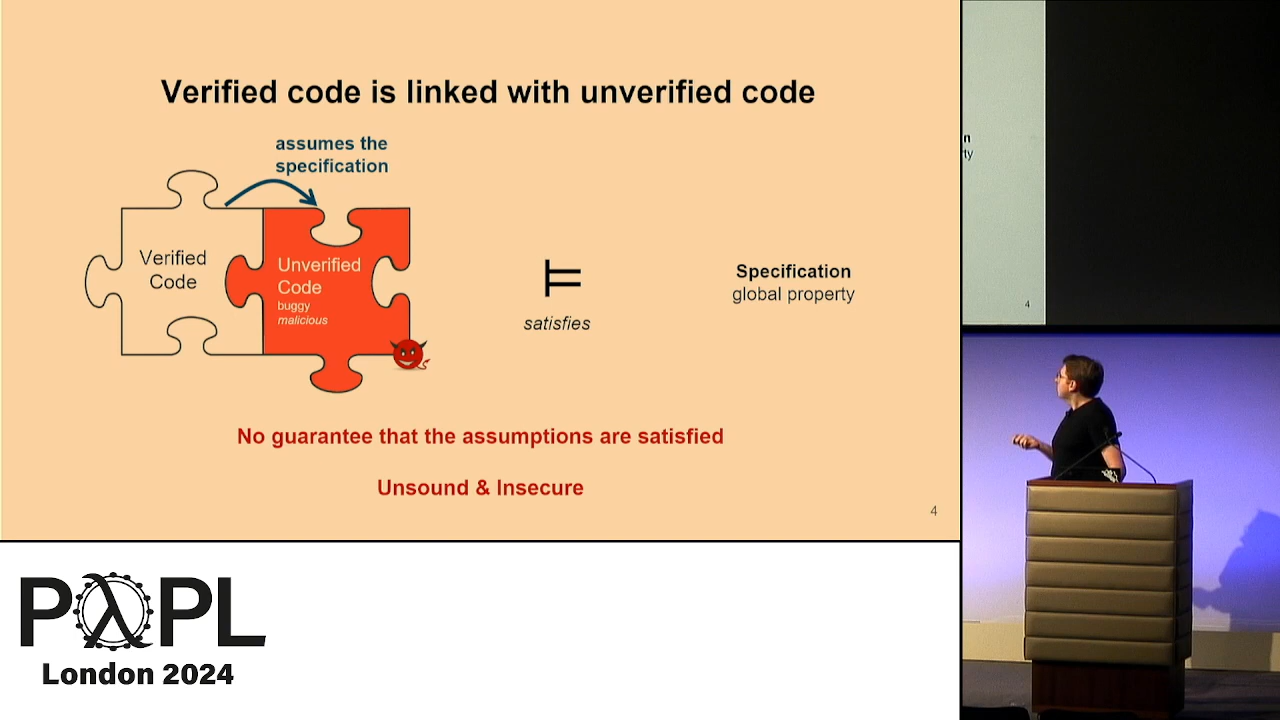 Verified code is linked with unverified code
assumes the
specification
Verified
Code
Unverified
Code
buggy
malicious
⊨
satisfies
Specification
global property
No guarantee that the assumptions are satisfied
Unsound & Insecure
4
n
ty
4
PλPL
London 2024